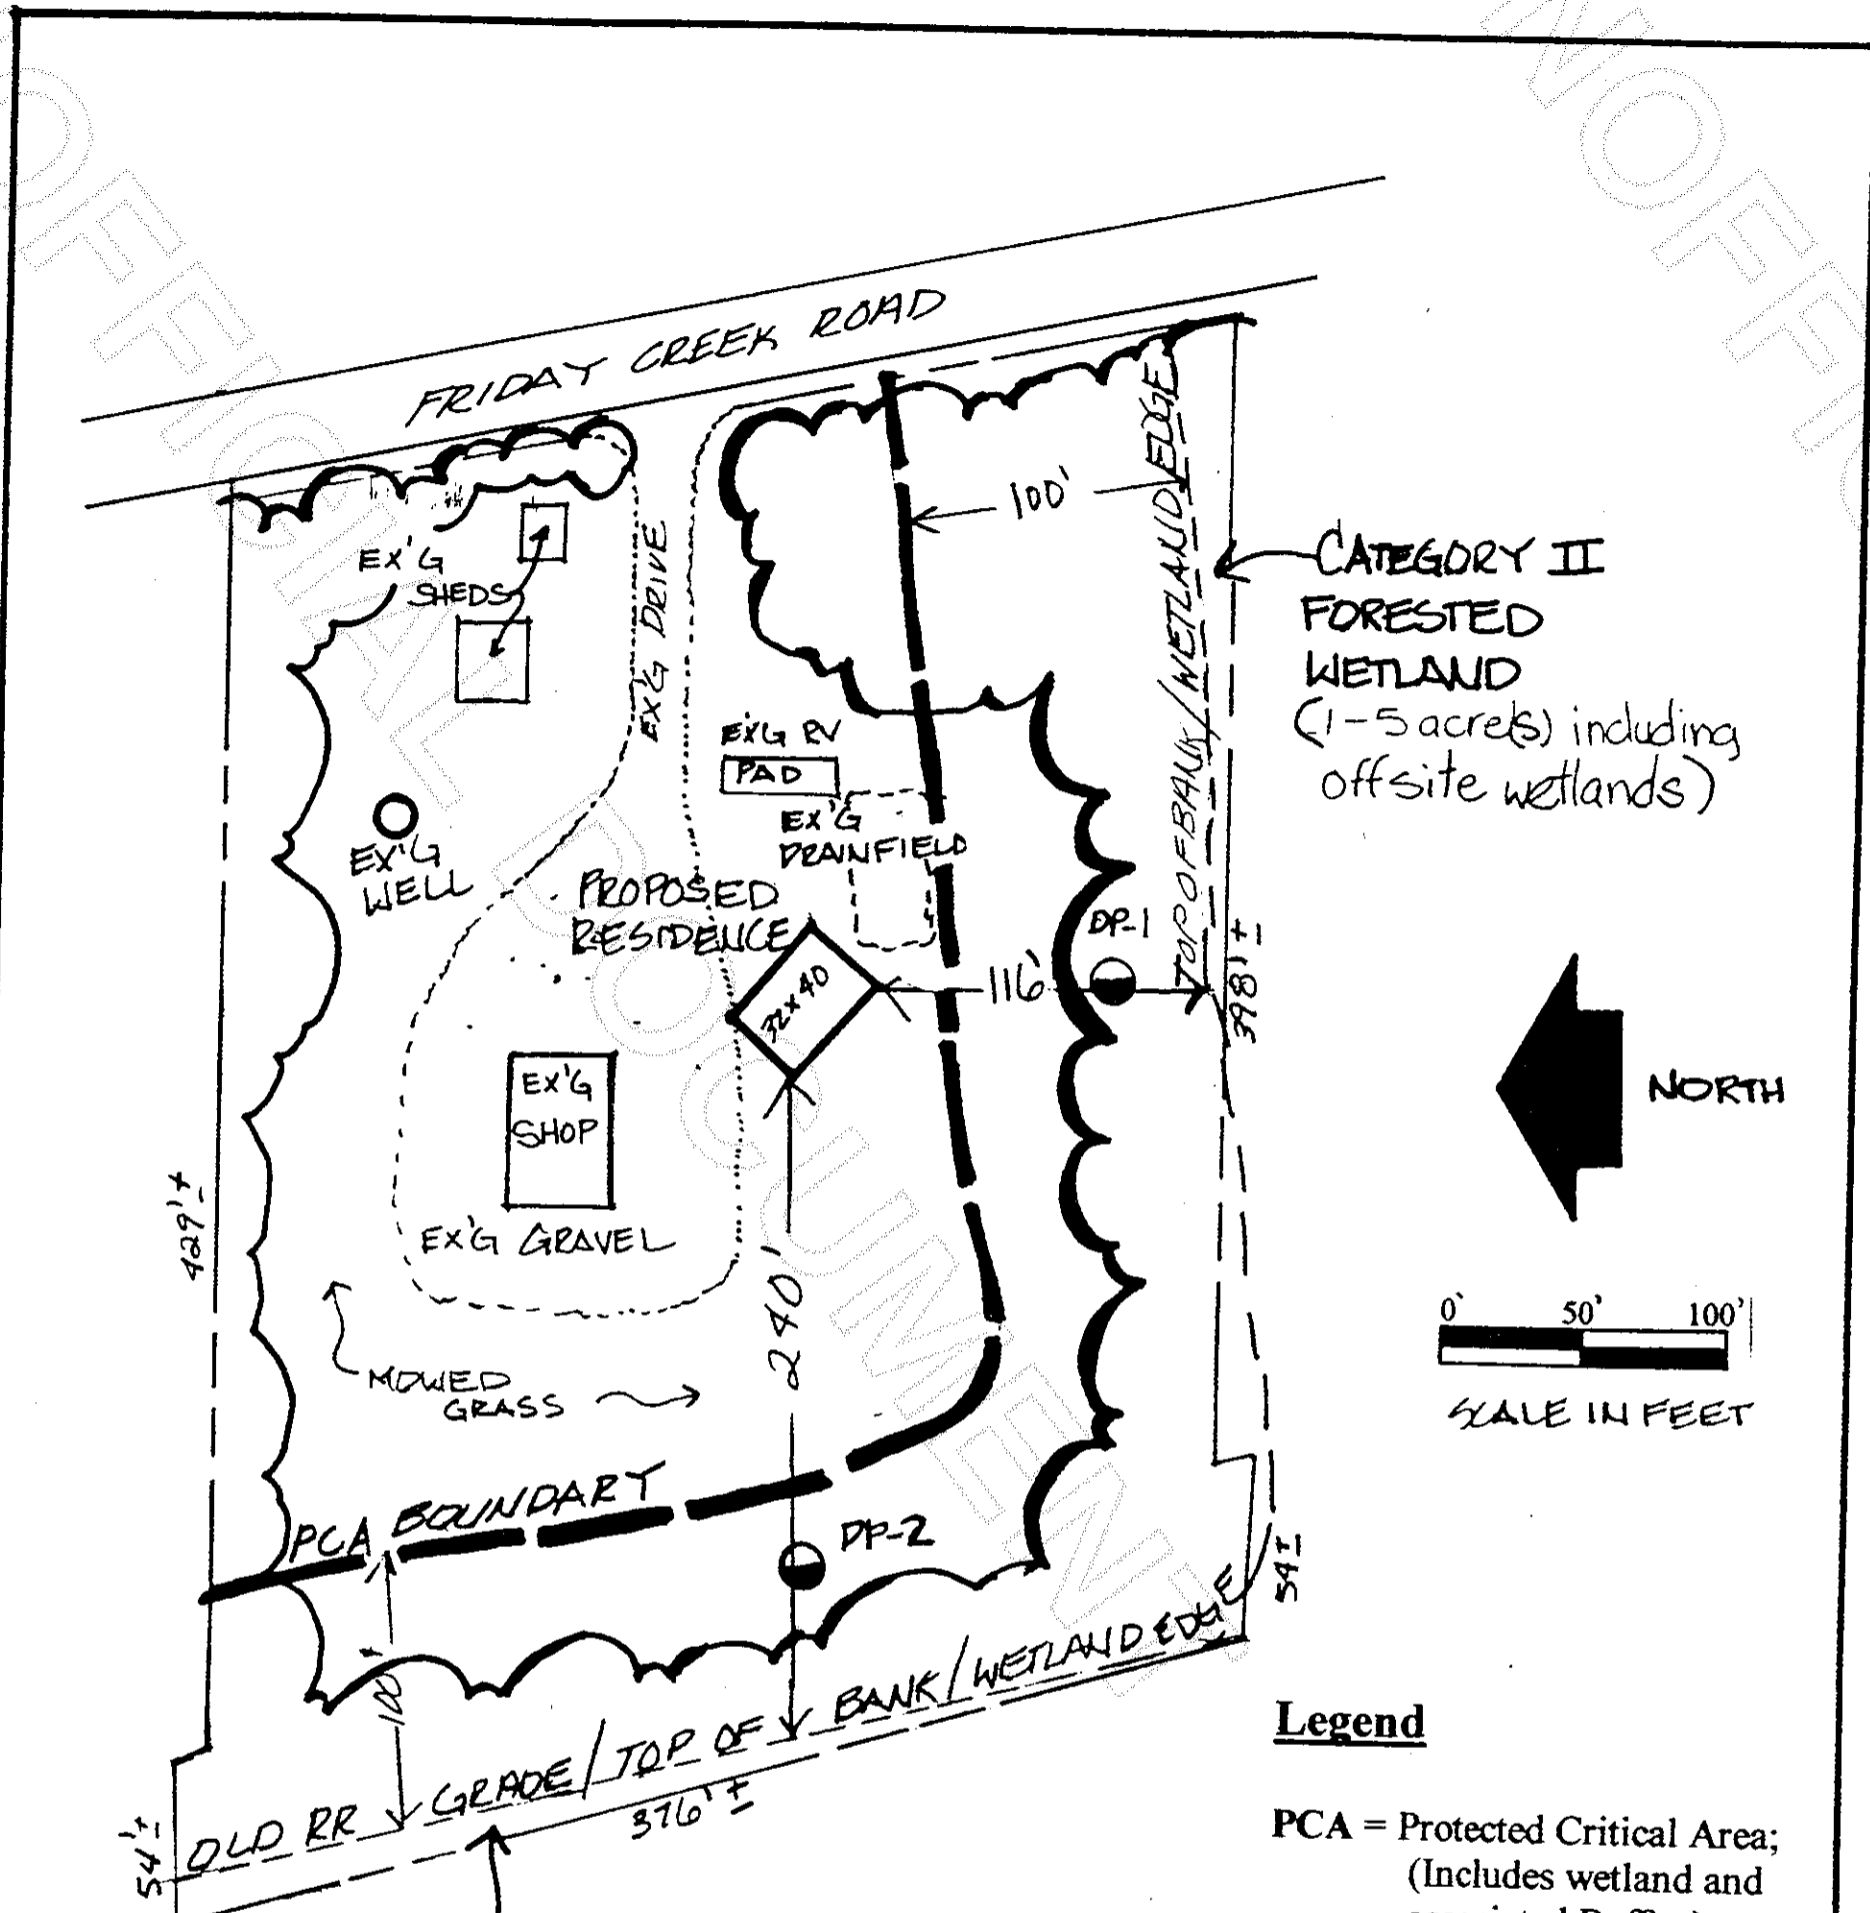 UNOFFICIAL DOCUMENT
FRIDAY CREEK ROAD
EX'G
SHEDS
EX'G DRIVE
100'
TOP OF BANK/WETLAND EDGE
CATEGORY II
FORESTED
WETLAND
(1-5 acre(s) including
offsite wetlands)
EX'G RV
PAD
EX'G
DRAINFIELD
EX'G
WELL
PROPOSED
RESIDENCE
32x40
116'
DP-1
398'±
NORTH
EX'G
SHOP
EX'G GRAVEL
429'±
240'
0' 50' 100'
SCALE IN FEET
MOWED
GRASS
PCA BOUNDARY
DP-2
54±
100'
OLD RR GRADE/TOP OF BANK/WETLAND EDGE
376'±
54'±
Legend
PCA = Protected Critical Area;
(Includes wetland and